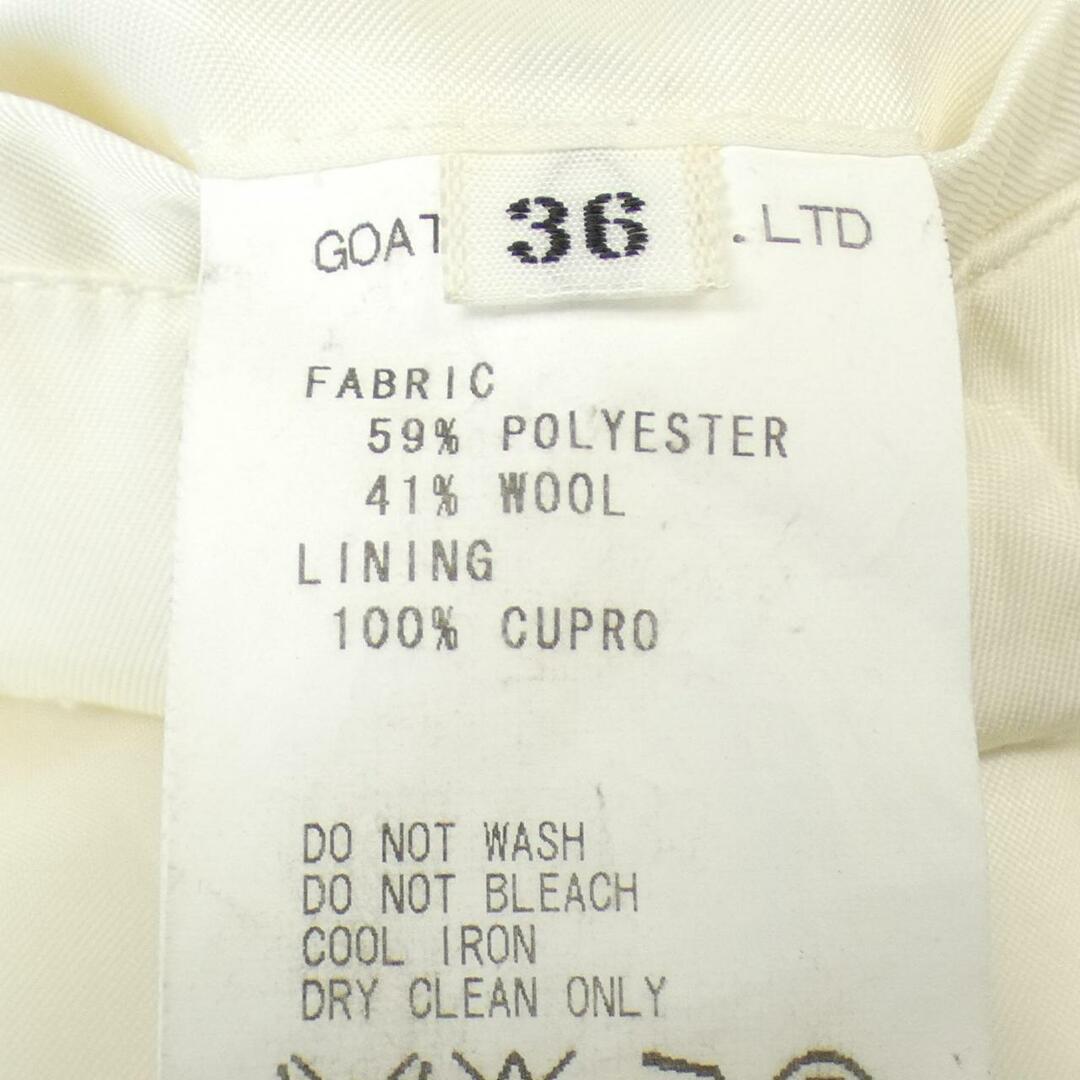 GOAT 36 .LTD
FABRIC
59% POLYESTER
41% WOOL
LINING
100% CUPRO
DO NOT WASH
DO NOT BLEACH
COOL IRON
DRY CLEAN ONLY